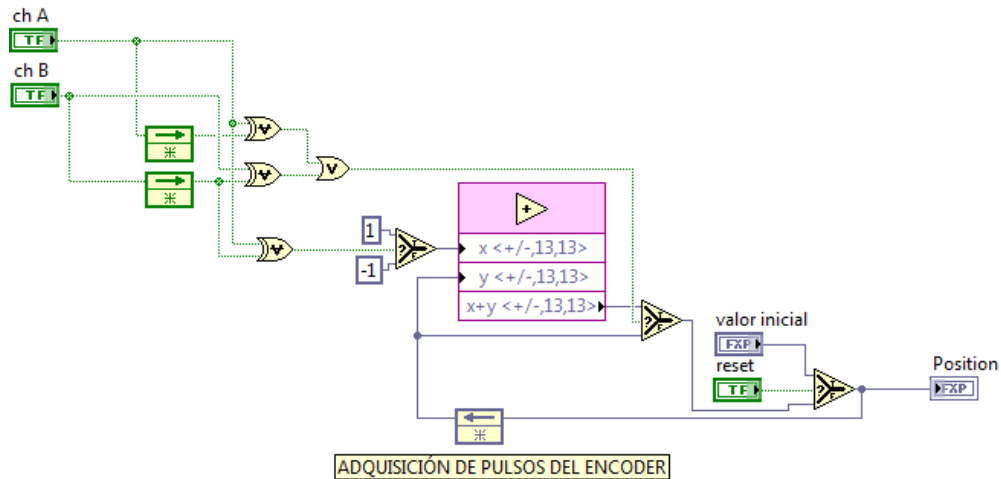 ch A
TF
ch B
TF
1
-1
x <+/-,13,13>
y <+/-,13,13>
x+y <+/-,13,13>
?
T
F
?
T
F
valor inicial
FXP
reset
TF
?
T
F
Position
FXP
ADQUISICIÓN DE PULSOS DEL ENCODER